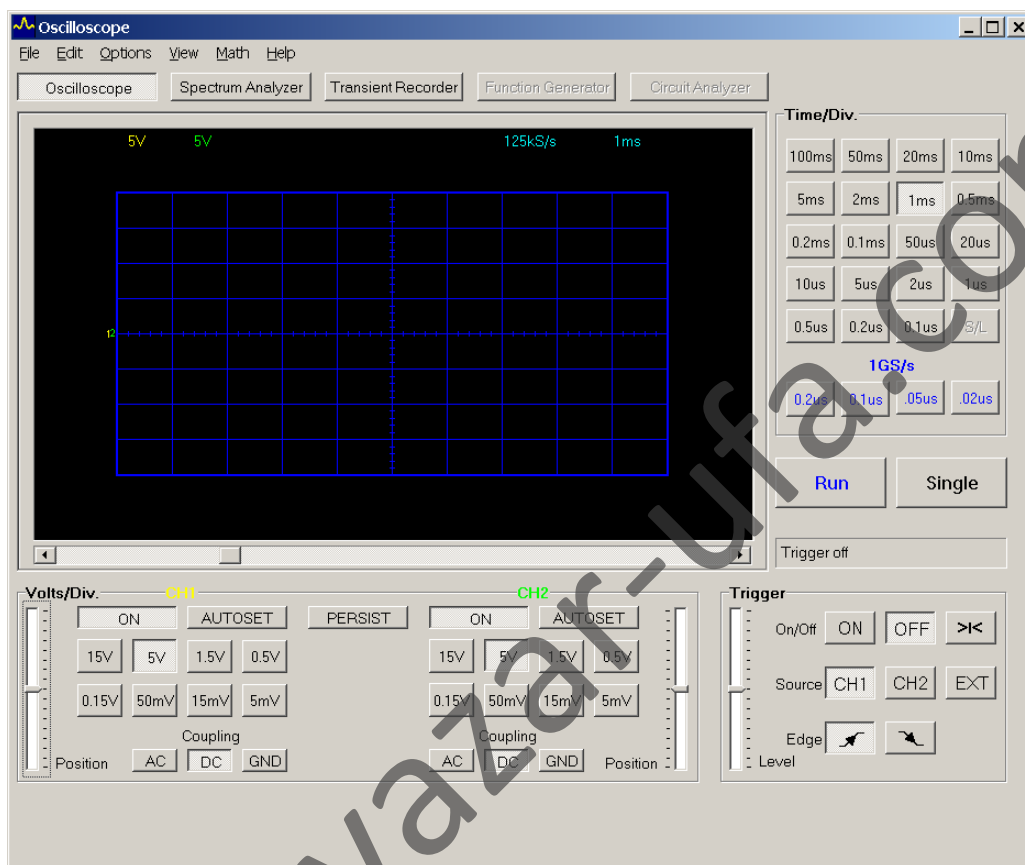 Oscilloscope
File Edit Options View Math Help
Oscilloscope Spectrum Analyzer Transient Recorder Function Generator Circuit Analyzer
5V 5V 125kS/s 1ms
12
Time/Div.
100ms 50ms 20ms 10ms
5ms 2ms 1ms 0.5ms
0.2ms 0.1ms 50us 20us
10us 5us 2us 1us
0.5us 0.2us 0.1us S/L
1GS/s
0.2us 0.1us .05us .02us
Run Single
Trigger off
Volts/Div. CH1 CH2
ON AUTOSET PERSIST ON AUTOSET
15V 5V 1.5V 0.5V 15V 5V 1.5V 0.5V
0.15V 50mV 15mV 5mV 0.15V 50mV 15mV 5mV
Coupling Coupling
Position AC DC GND AC DC GND Position
Trigger
On/Off ON OFF >I<
Source CH1 CH2 EXT
Edge
Level
vazar-ufa.com